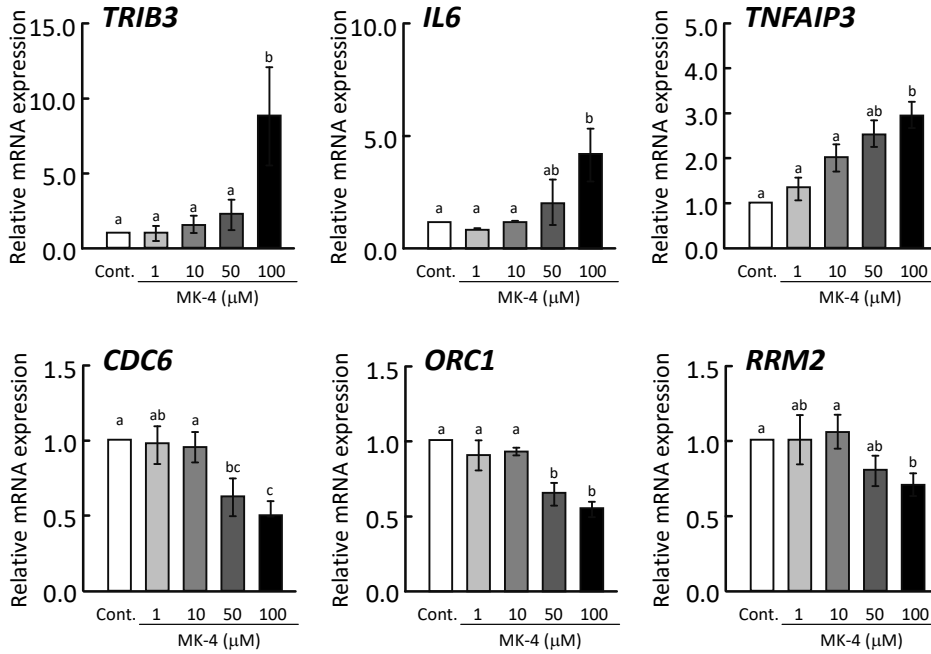 TRIB3
Relative mRNA expression
15.0
10.0
5.0
0.0
a
a
a
a
b
Cont.
1
10
50
100
MK-4 (μM)
IL6
Relative mRNA expression
10.0
5.0
0.0
a
a
a
ab
b
Cont.
1
10
50
100
MK-4 (μM)
TNFAIP3
Relative mRNA expression
5.0
4.0
3.0
2.0
1.0
0.0
a
a
a
ab
b
Cont.
1
10
50
100
MK-4 (μM)
CDC6
Relative mRNA expression
1.5
1.0
0.5
0.0
a
ab
a
bc
c
Cont.
1
10
50
100
MK-4 (μM)
ORC1
Relative mRNA expression
1.5
1.0
0.5
0.0
a
a
a
b
b
Cont.
1
10
50
100
MK-4 (μM)
RRM2
Relative mRNA expression
1.5
1.0
0.5
0.0
a
ab
a
ab
b
Cont.
1
10
50
100
MK-4 (μM)